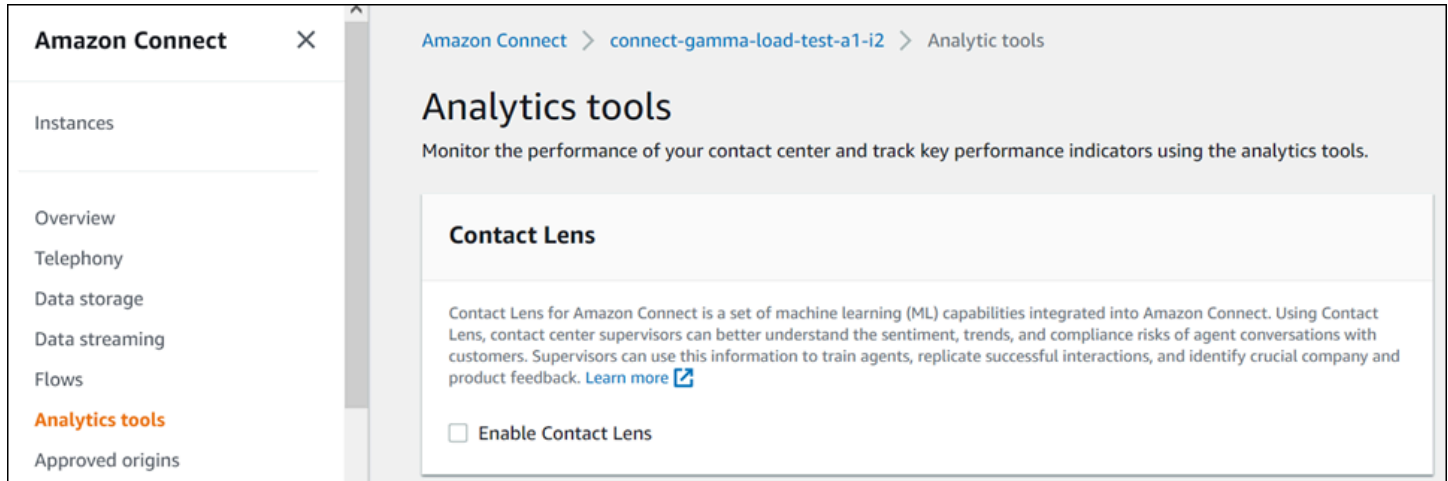 Amazon Connect
Instances
Overview
Telephony
Data storage
Data streaming
Flows
Analytics tools
Approved origins
Amazon Connect > connect-gamma-load-test-a1-i2 > Analytic tools
Analytics tools
Monitor the performance of your contact center and track key performance indicators using the analytics tools.
Contact Lens
Contact Lens for Amazon Connect is a set of machine learning (ML) capabilities integrated into Amazon Connect. Using Contact
Lens, contact center supervisors can better understand the sentiment, trends, and compliance risks of agent conversations with
customers. Supervisors can use this information to train agents, replicate successful interactions, and identify crucial company and
product feedback. Learn more
Enable Contact Lens